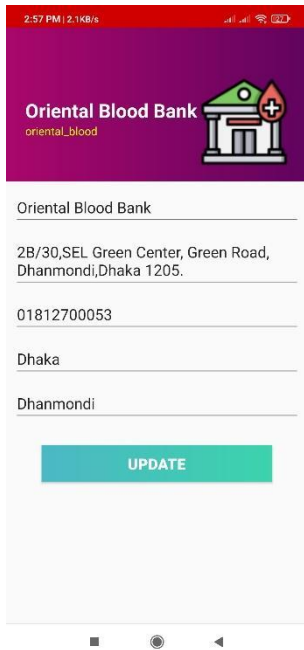 2:57 PM | 2.1KB/s
27
Oriental Blood Bank
oriental_blood
Oriental Blood Bank
2B/30,SEL Green Center, Green Road,
Dhanmondi,Dhaka 1205.
01812700053
Dhaka
Dhanmondi
UPDATE